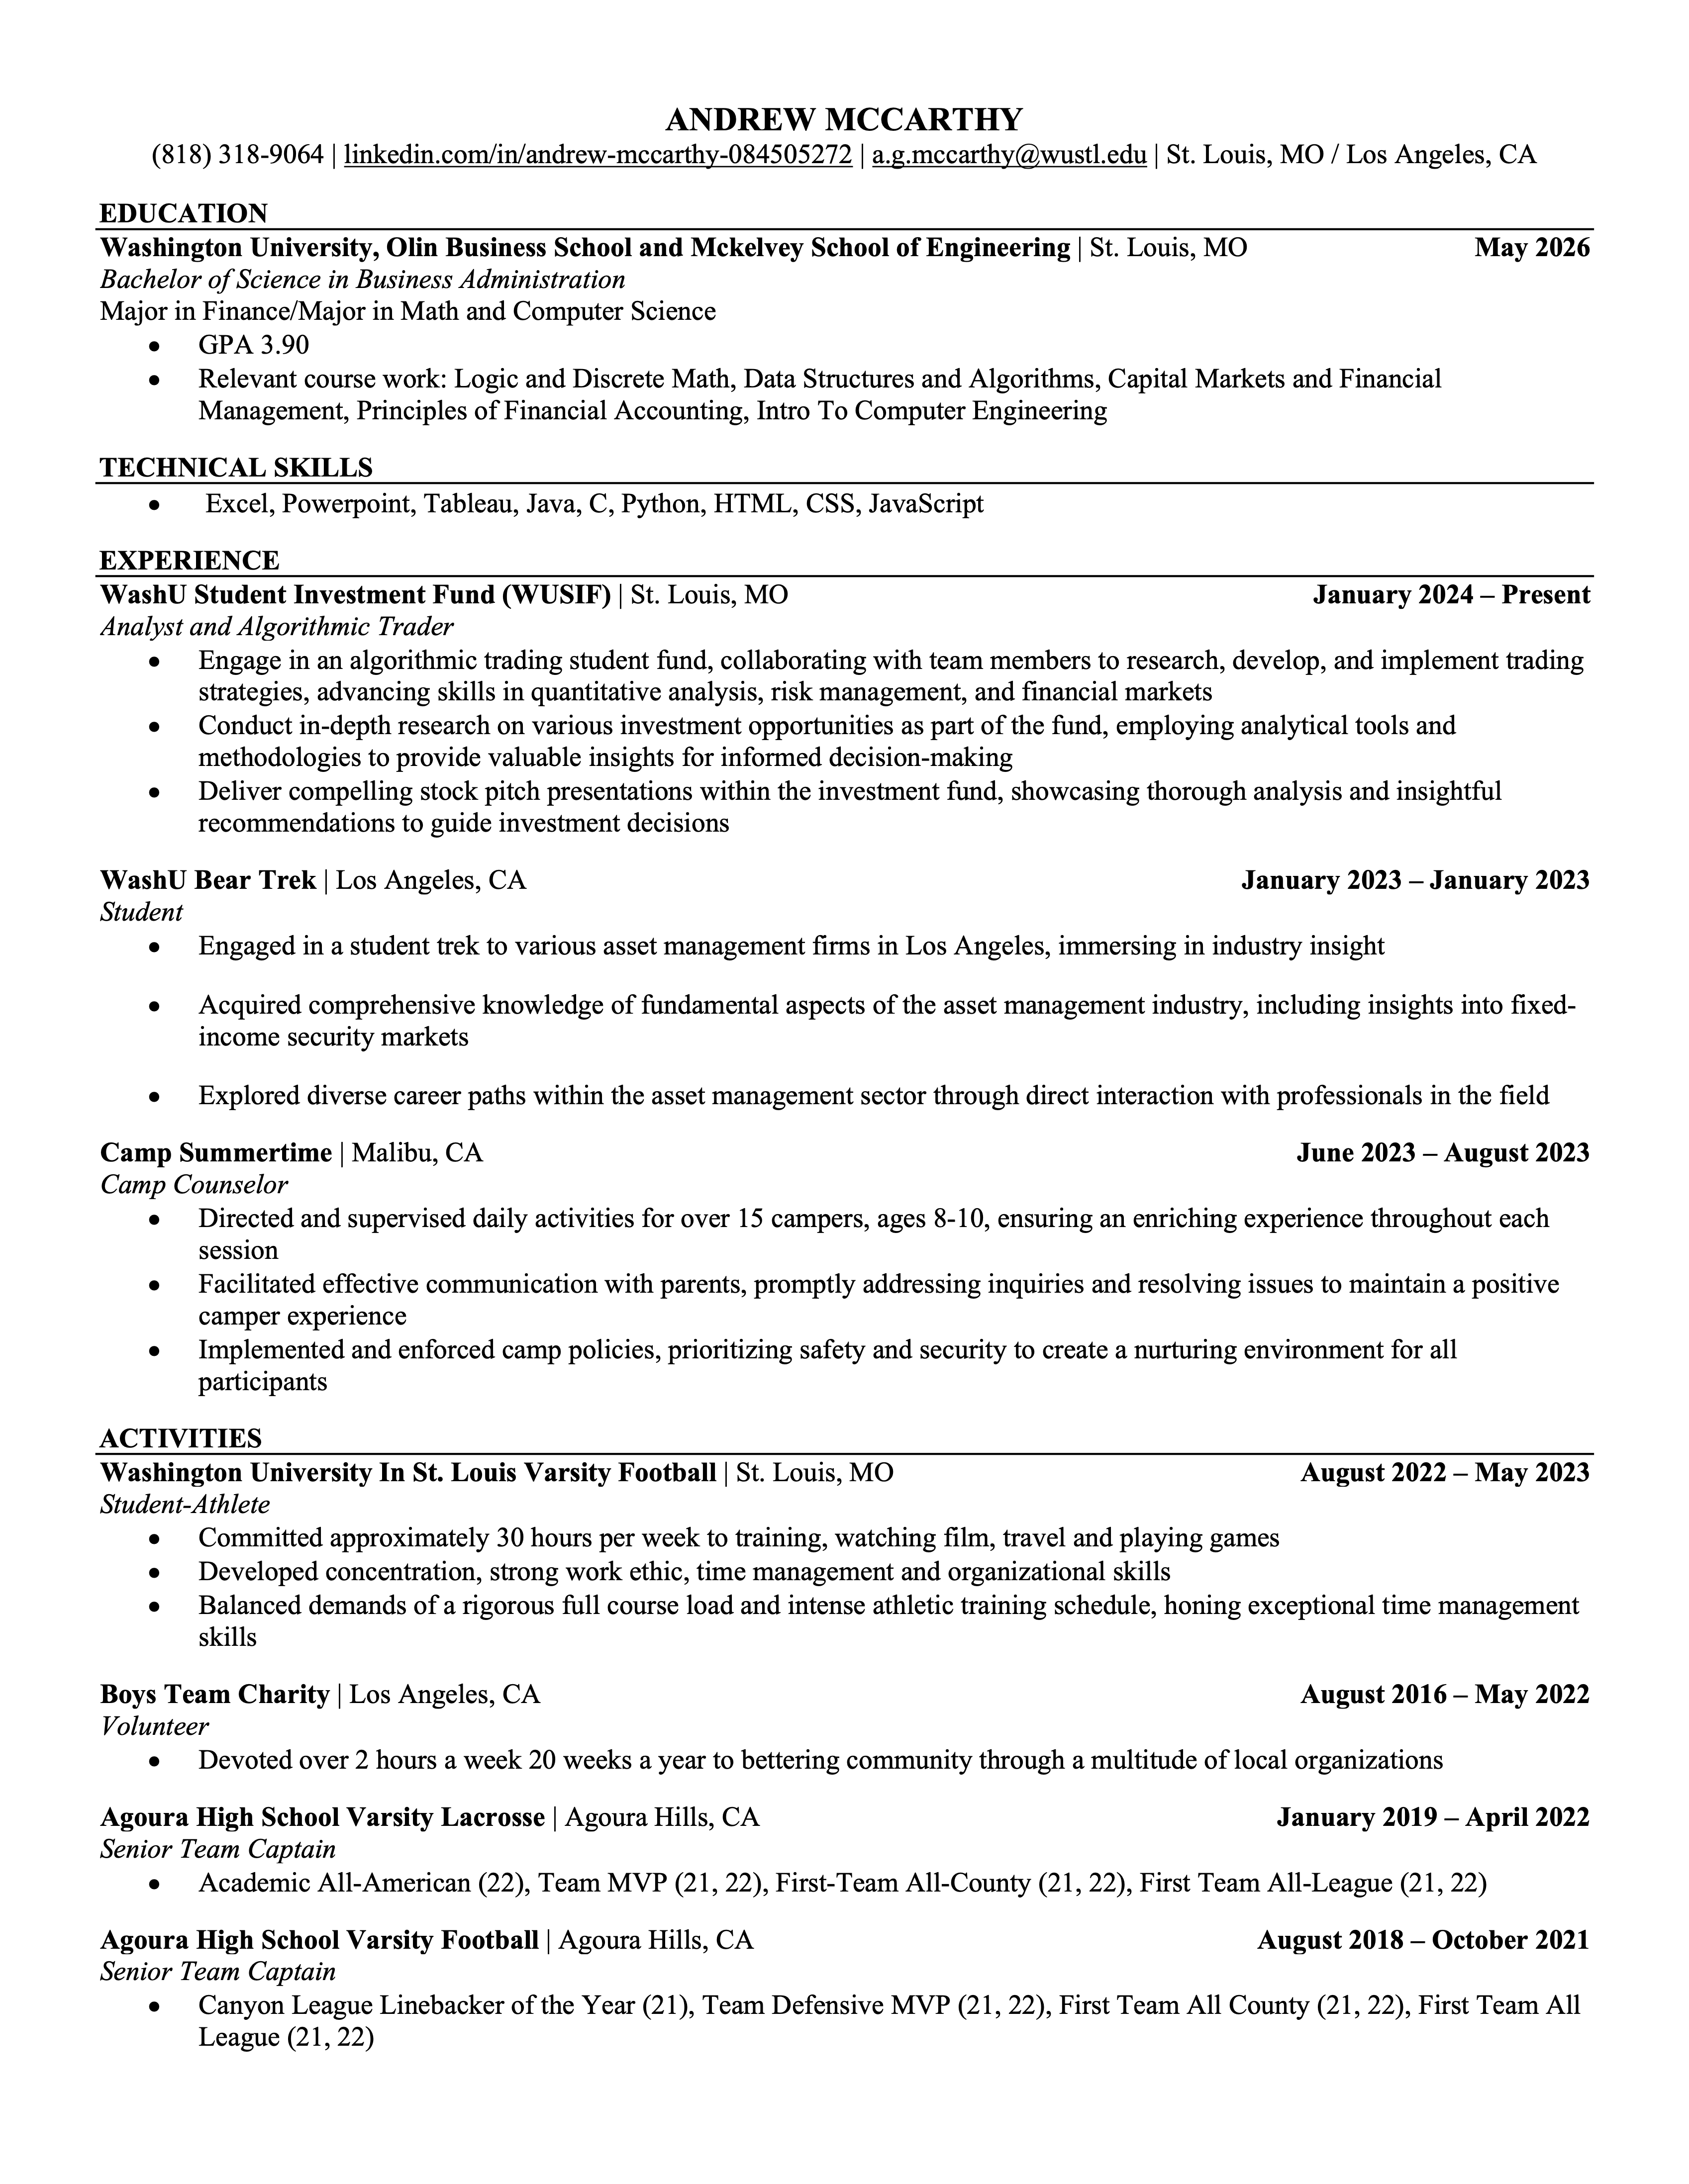 ANDREW MCCARTHY
(818) 318-9064 | linkedin.com/in/andrew-mccarthy-084505272 | a.g.mccarthy@wustl.edu | St. Louis, MO / Los Angeles, CA
EDUCATION
Washington University, Olin Business School and Mckelvey School of Engineering | St. Louis, MO May 2026
Bachelor of Science in Business Administration
Major in Finance/Major in Math and Computer Science
• GPA 3.90
• Relevant course work: Logic and Discrete Math, Data Structures and Algorithms, Capital Markets and Financial
Management, Principles of Financial Accounting, Intro To Computer Engineering
TECHNICAL SKILLS
• Excel, Powerpoint, Tableau, Java, C, Python, HTML, CSS, JavaScript
EXPERIENCE
WashU Student Investment Fund (WUSIF) | St. Louis, MO January 2024 – Present
Analyst and Algorithmic Trader
• Engage in an algorithmic trading student fund, collaborating with team members to research, develop, and implement trading
strategies, advancing skills in quantitative analysis, risk management, and financial markets
• Conduct in-depth research on various investment opportunities as part of the fund, employing analytical tools and
methodologies to provide valuable insights for informed decision-making
• Deliver compelling stock pitch presentations within the investment fund, showcasing thorough analysis and insightful
recommendations to guide investment decisions
WashU Bear Trek | Los Angeles, CA January 2023 – January 2023
Student
• Engaged in a student trek to various asset management firms in Los Angeles, immersing in industry insight
• Acquired comprehensive knowledge of fundamental aspects of the asset management industry, including insights into fixed-
income security markets
• Explored diverse career paths within the asset management sector through direct interaction with professionals in the field
Camp Summertime | Malibu, CA June 2023 – August 2023
Camp Counselor
• Directed and supervised daily activities for over 15 campers, ages 8-10, ensuring an enriching experience throughout each
session
• Facilitated effective communication with parents, promptly addressing inquiries and resolving issues to maintain a positive
camper experience
• Implemented and enforced camp policies, prioritizing safety and security to create a nurturing environment for all
participants
ACTIVITIES
Washington University In St. Louis Varsity Football | St. Louis, MO August 2022 – May 2023
Student-Athlete
• Committed approximately 30 hours per week to training, watching film, travel and playing games
• Developed concentration, strong work ethic, time management and organizational skills
• Balanced demands of a rigorous full course load and intense athletic training schedule, honing exceptional time management
skills
Boys Team Charity | Los Angeles, CA August 2016 – May 2022
Volunteer
• Devoted over 2 hours a week 20 weeks a year to bettering community through a multitude of local organizations
Agoura High School Varsity Lacrosse | Agoura Hills, CA January 2019 – April 2022
Senior Team Captain
• Academic All-American (22), Team MVP (21, 22), First-Team All-County (21, 22), First Team All-League (21, 22)
Agoura High School Varsity Football | Agoura Hills, CA August 2018 – October 2021
Senior Team Captain
• Canyon League Linebacker of the Year (21), Team Defensive MVP (21, 22), First Team All County (21, 22), First Team All
League (21, 22)